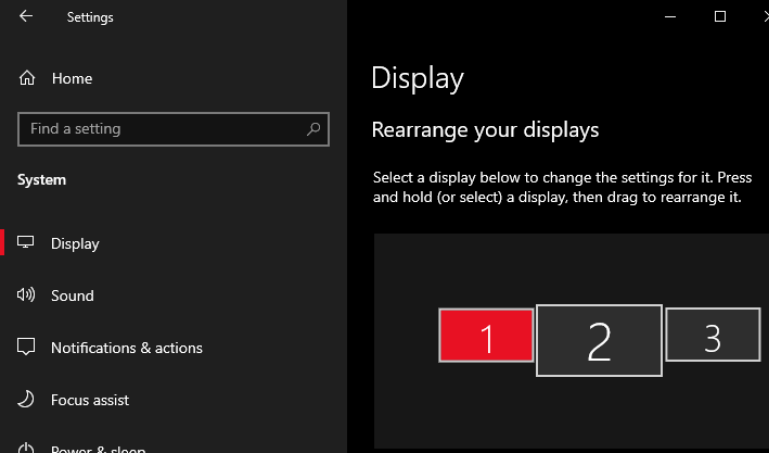 Settings
Home
Find a setting
System
Display
Sound
Notifications & actions
Focus assist
Power & sleep
Display
Rearrange your displays
Select a display below to change the settings for it. Press
and hold (or select) a display, then drag to rearrange it.
1 2 3